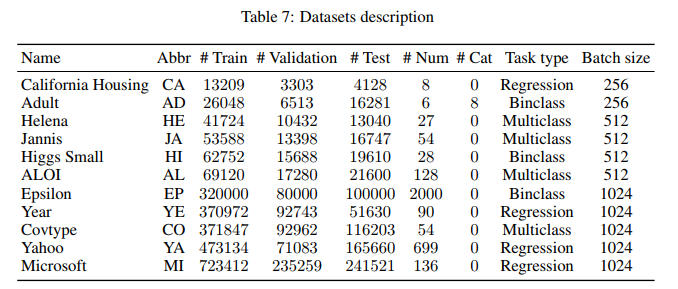 Table 7: Datasets description
Name Abbr # Train # Validation # Test # Num # Cat Task type Batch size
California Housing CA 13209 3303 4128 8 0 Regression 256
Adult AD 26048 6513 16281 6 8 Binclass 256
Helena HE 41724 10432 13040 27 0 Multiclass 512
Jannis JA 53588 13398 16747 54 0 Multiclass 512
Higgs Small HI 62752 15688 19610 28 0 Binclass 512
ALOI AL 69120 17280 21600 128 0 Multiclass 512
Epsilon EP 320000 80000 100000 2000 0 Binclass 1024
Year YE 370972 92743 51630 90 0 Regression 1024
Covtype CO 371847 92962 116203 54 0 Multiclass 1024
Yahoo YA 473134 71083 165660 699 0 Regression 1024
Microsoft MI 723412 235259 241521 136 0 Regression 1024